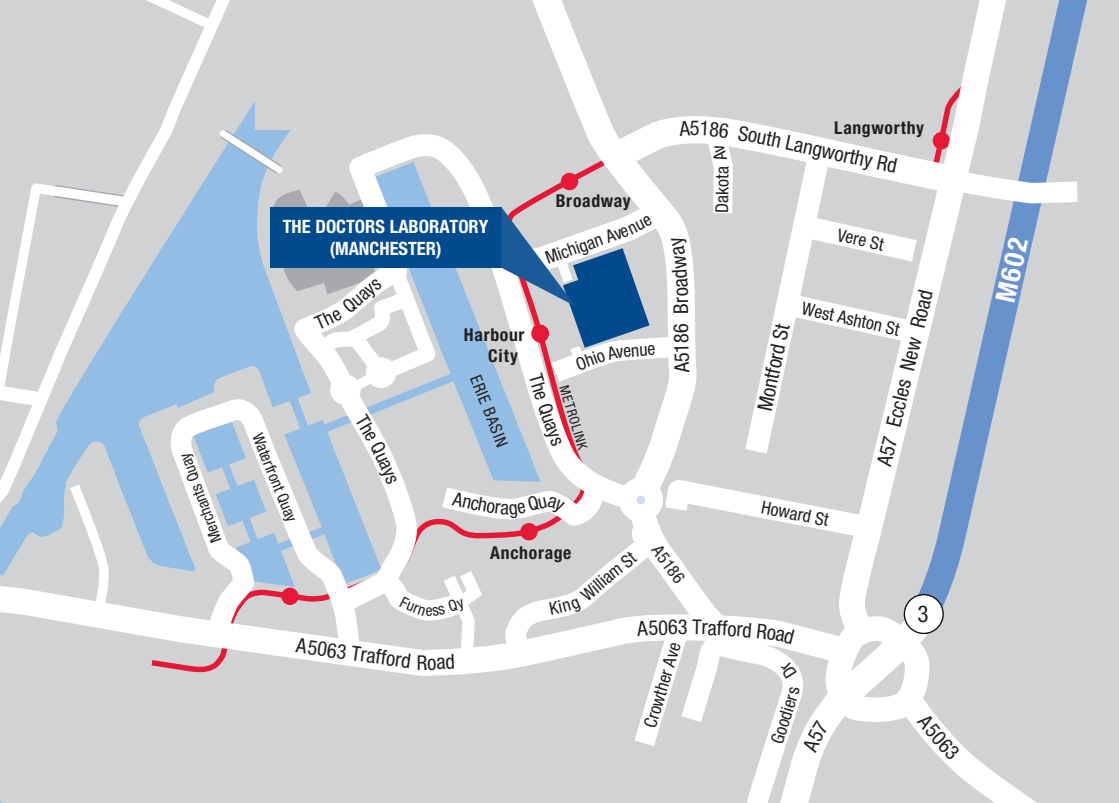 A5186 South Langworthy Rd
Langworthy
Dakota Av
Broadway
THE DOCTORS LABORATORY
(MANCHESTER)
Michigan Avenue
Vere St
M602
The Quays
A5186 Broadway
West Ashton St
A57 Eccles New Road
Harbour
City
Ohio Avenue
Montford St
ERIE BASIN
The Quays
METROLINK
The Quays
Waterfront Quay
Merchants Quay
Anchorage Quay
Howard St
Anchorage
A5186
King William St
Furness Qy
3
A5063 Trafford Road
A5063 Trafford Road
Crowther Ave
Goodiers Dr
A57
A5063